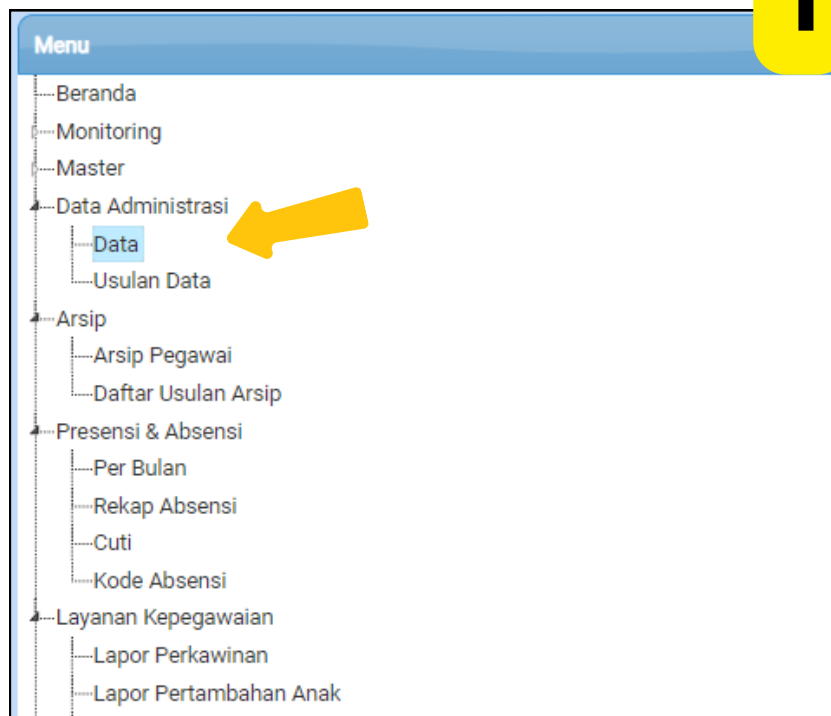 Menu
Beranda
Monitoring
Master
Data Administrasi
Data
Usulan Data
Arsip
Arsip Pegawai
Daftar Usulan Arsip
Presensi & Absensi
Per Bulan
Rekap Absensi
Cuti
Kode Absensi
Layanan Kepegawaian
Lapor Perkawinan
Lapor Pertambahan Anak